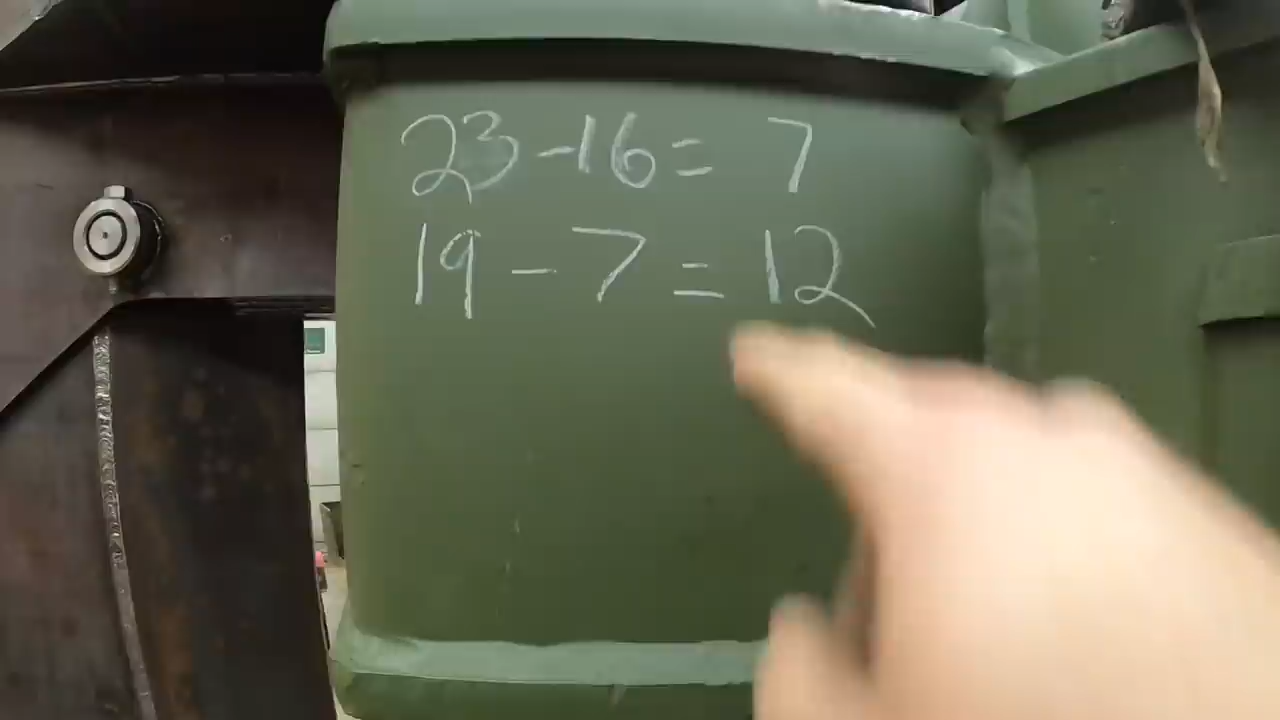 23-16= 7
19 - 7 = 12